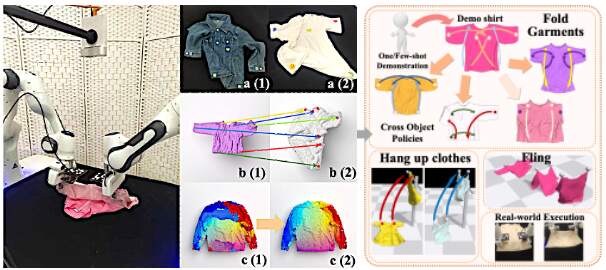 a (1)
a (2)
b (1)
b (2)
c (1)
c (2)
Demo shirt
Fold
Garments
One/Few-shot
Demonstration
Cross Object
Policies
Hang up clothes
Fling
Real-world Execution